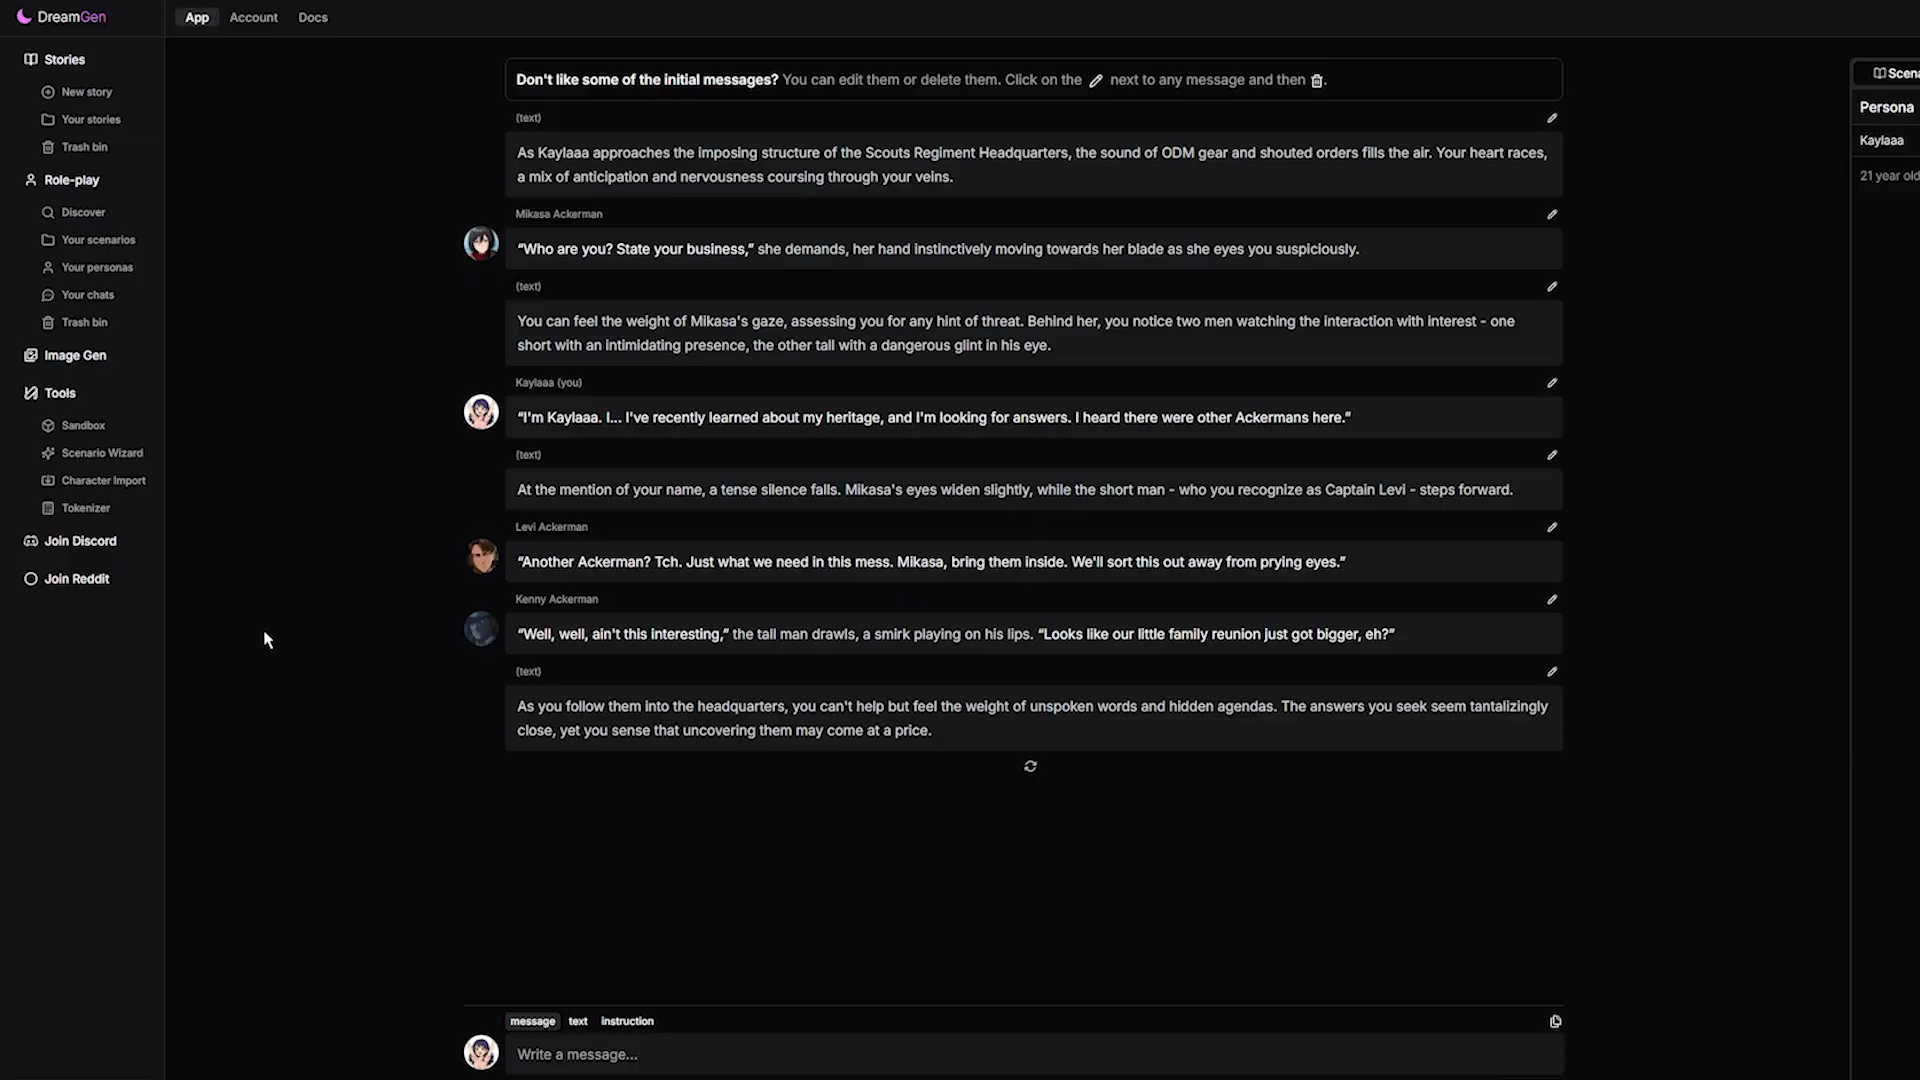 DreamGen
App Account Docs
Stories
New story
Your stories
Trash bin
Role-play
Discover
Your scenarios
Your personas
Your chats
Trash bin
Image Gen
Tools
Sandbox
Scenario Wizard
Character Import
Tokenizer
Join Discord
Join Reddit
Don't like some of the initial messages? You can edit them or delete them. Click on the next to any message and then .
(text)
As Kaylaaa approaches the imposing structure of the Scouts Regiment Headquarters, the sound of ODM gear and shouted orders fills the air. Your heart races,
a mix of anticipation and nervousness coursing through your veins.
Mikasa Ackerman
“Who are you? State your business,” she demands, her hand instinctively moving towards her blade as she eyes you suspiciously.
(text)
You can feel the weight of Mikasa's gaze, assessing you for any hint of threat. Behind her, you notice two men watching the interaction with interest - one
short with an intimidating presence, the other tall with a dangerous glint in his eye.
Kaylaaa (you)
“I'm Kaylaaa. I... I've recently learned about my heritage, and I'm looking for answers. I heard there were other Ackermans here.”
(text)
At the mention of your name, a tense silence falls. Mikasa's eyes widen slightly, while the short man - who you recognize as Captain Levi - steps forward.
Levi Ackerman
“Another Ackerman? Tch. Just what we need in this mess. Mikasa, bring them inside. We'll sort this out away from prying eyes.”
Kenny Ackerman
“Well, well, ain't this interesting,” the tall man drawls, a smirk playing on his lips. “Looks like our little family reunion just got bigger, eh?”
(text)
As you follow them into the headquarters, you can't help but feel the weight of unspoken words and hidden agendas. The answers you seek seem tantalizingly
close, yet you sense that uncovering them may come at a price.
message text instruction
Write a message...
Scena
Persona
Kaylaaa
21 year old